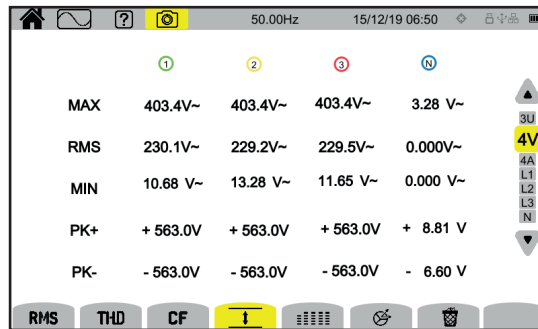 ? 50.00Hz 15/12/19 06:50
1 2 3 N
MAX 403.4V~ 403.4V~ 403.4V~ 3.28 V~
3U
RMS 230.1V~ 229.2V~ 229.5V~ 0.000V~
4V
4A
L1
MIN 10.68 V~ 13.28 V~ 11.65 V~ 0.000 V~
L2
L3
N
PK+ + 563.0V + 563.0V + 563.0V + 8.81 V
PK- - 563.0V - 563.0V - 563.0V - 6.60 V
RMS THD CF